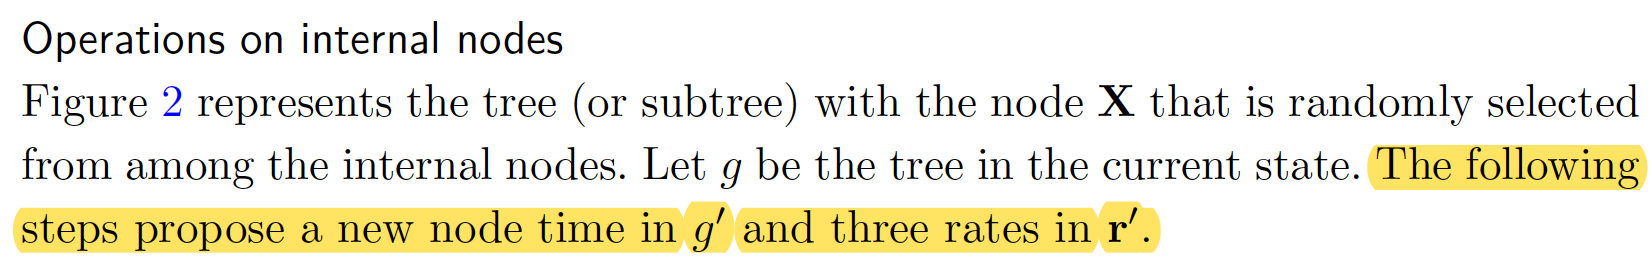 Operations on internal nodes
Figure 2 represents the tree (or subtree) with the node X that is randomly selected
from among the internal nodes. Let g be the tree in the current state. The following
steps propose a new node time in g′ and three rates in r′.